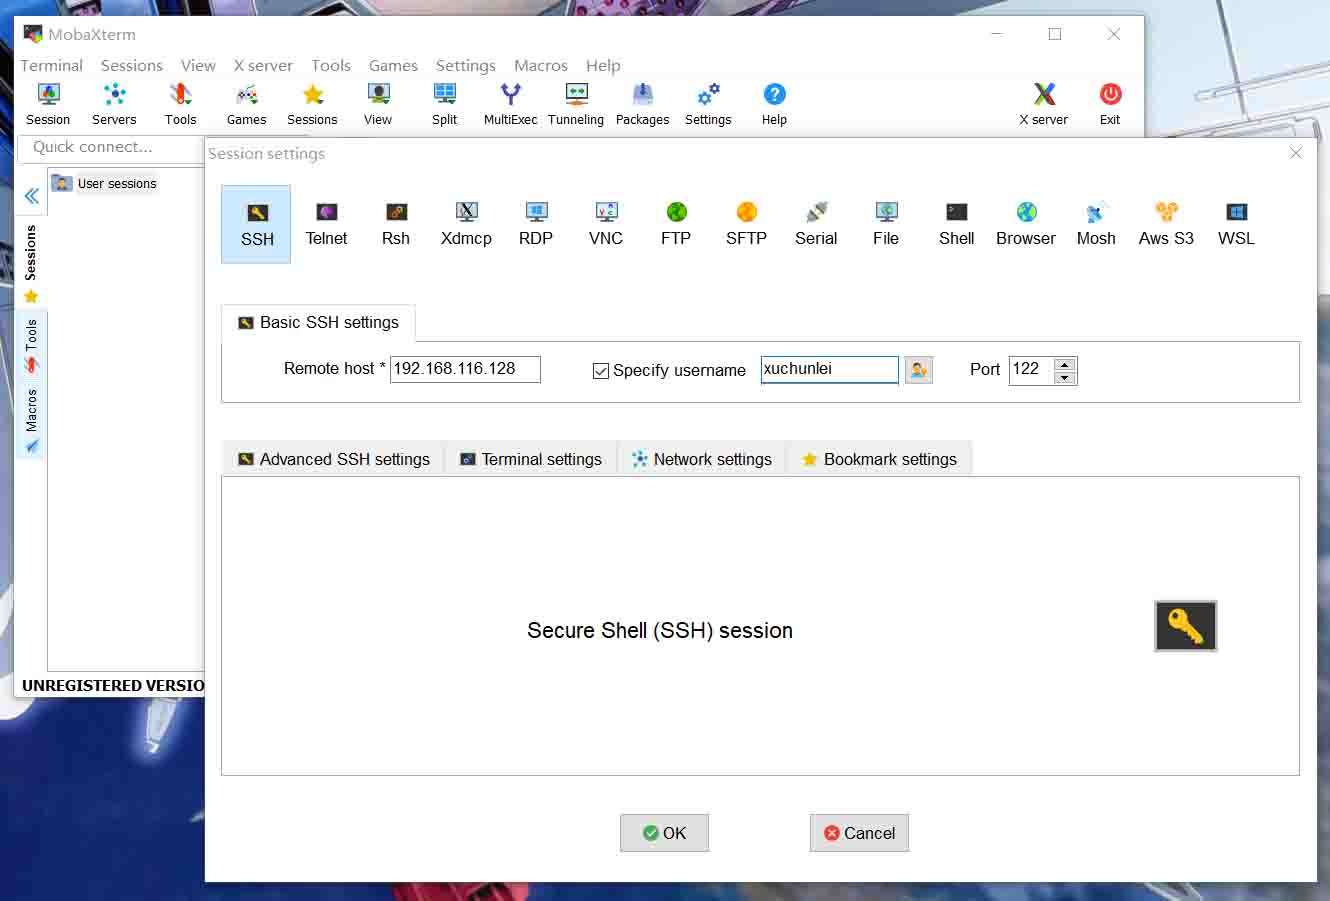 MobaXterm
Terminal Sessions View X server Tools Games Settings Macros Help
Session Servers Tools Games Sessions View Split MultiExec Tunneling Packages Settings Help X server Exit
Quick connect...
User sessions
Sessions
Tools
Macros
UNREGISTERED VERSIO
Session settings
SSH Telnet Rsh Xdmcp RDP VNC FTP SFTP Serial File Shell Browser Mosh Aws S3 WSL
Basic SSH settings
Remote host * 192.168.116.128 Specify username xuchunlei Port 122
Advanced SSH settings Terminal settings Network settings Bookmark settings
Secure Shell (SSH) session
OK Cancel